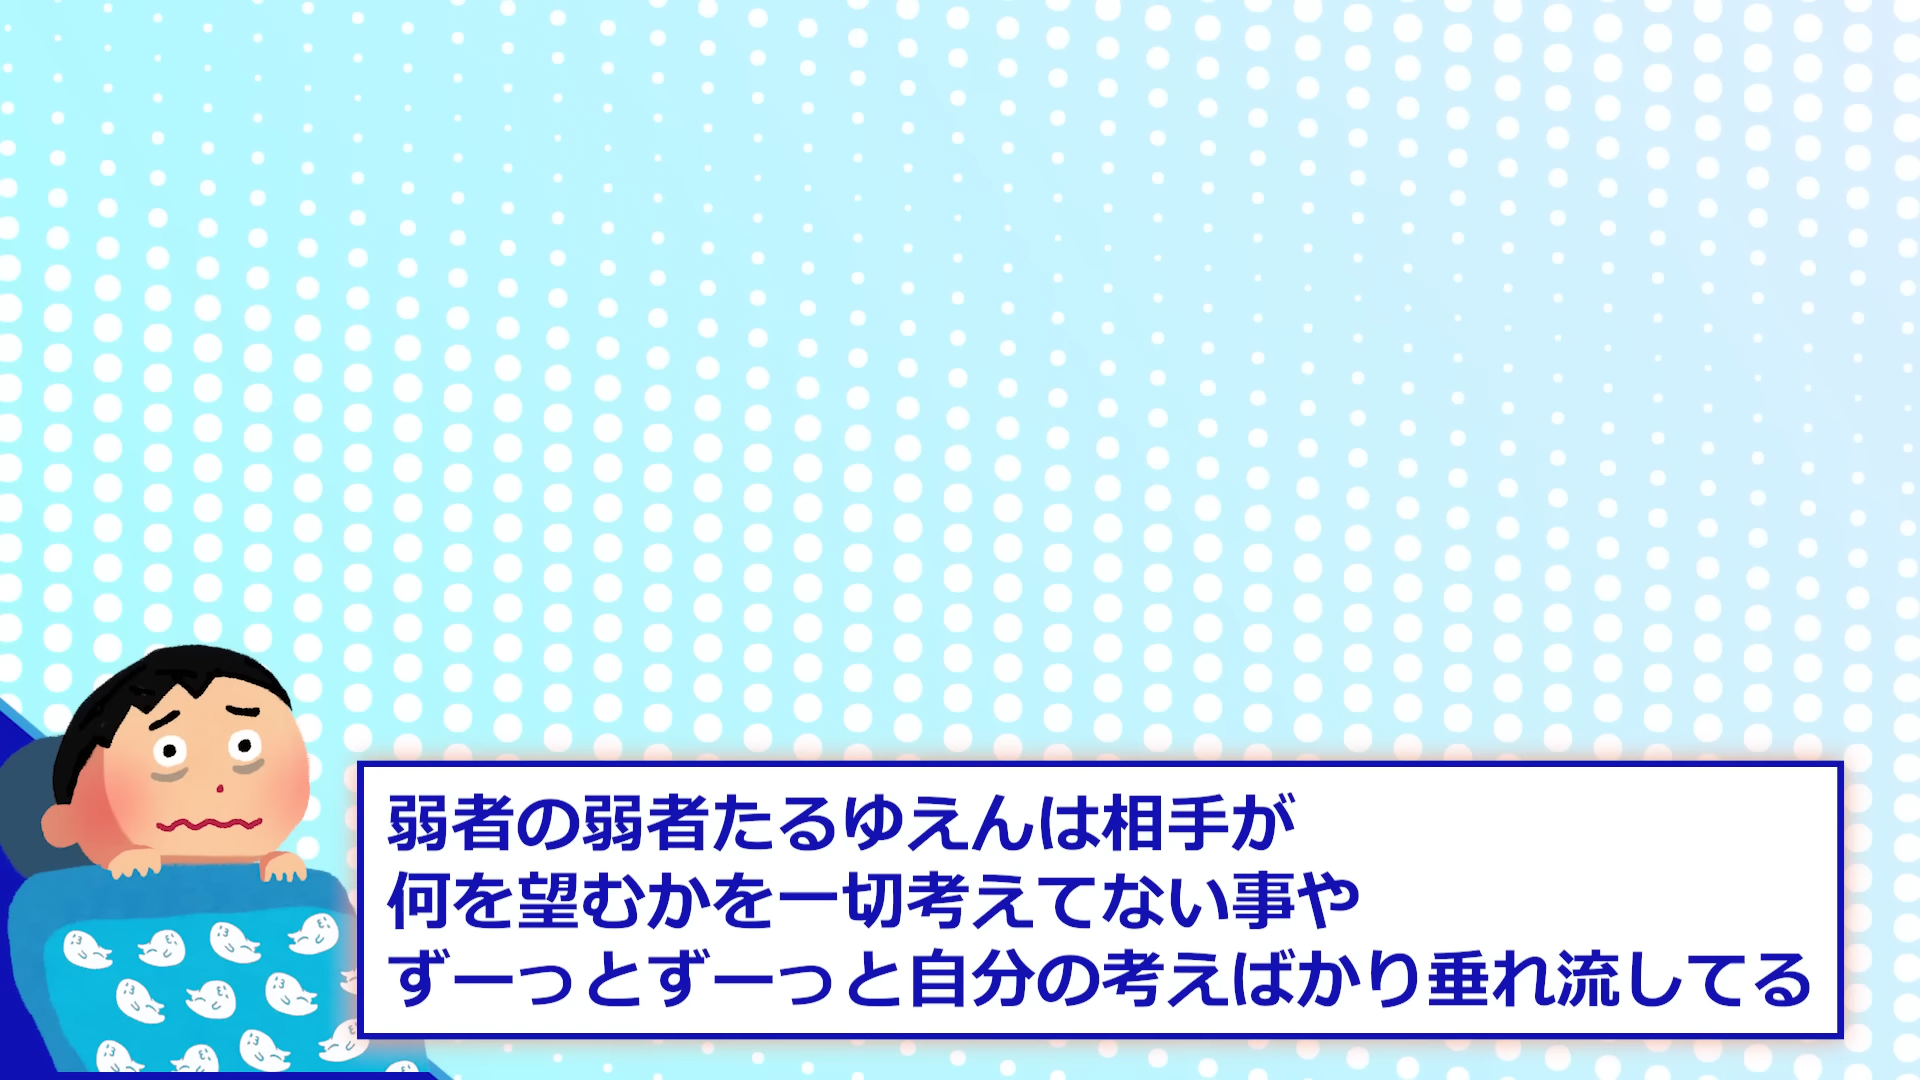 弱者の弱者たるゆえんは相手が
何を望むかを一切考えてない事や
ずーっとずーっと自分の考えばかり垂れ流してる